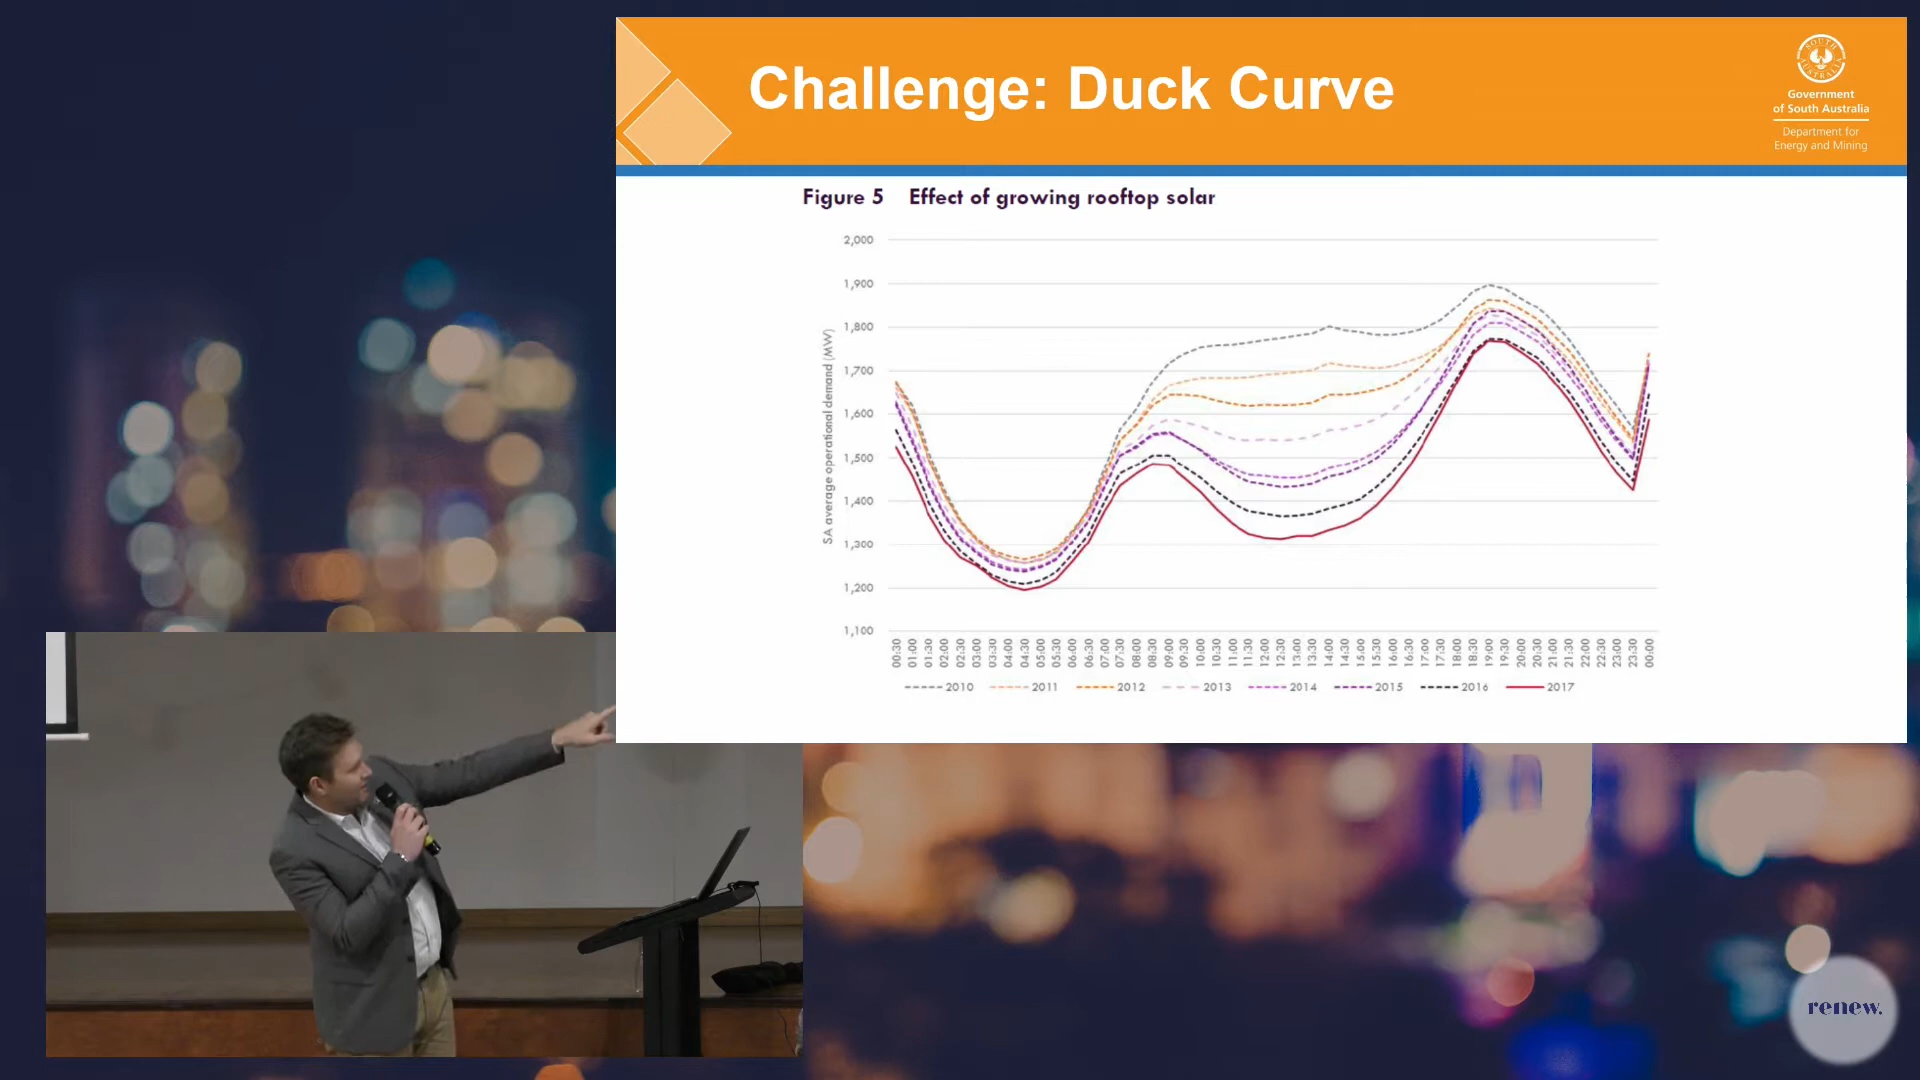 Challenge: Duck Curve
SOUTH AUSTRALIA
Government
of South Australia
Department for
Energy and Mining
Figure 5 Effect of growing rooftop solar
SA average operational demand (MW)
2,000
1,900
1,800
1,700
1,600
1,500
1,400
1,300
1,200
1,100
00:30 01:00 01:30 02:00 02:30 03:00 03:30 04:00 04:30 05:00 05:30 06:00 06:30 07:00 07:30 08:00 08:30 09:00 09:30 10:00 10:30 11:00 11:30 12:00 12:30 13:00 13:30 14:00 14:30 15:00 15:30 16:00 16:30 17:00 17:30 18:00 18:30 19:00 19:30 20:00 20:30 21:00 21:30 22:00 22:30 23:00 23:30 00:00
2010 2011 2012 2013 2014 2015 2016 2017
renew.